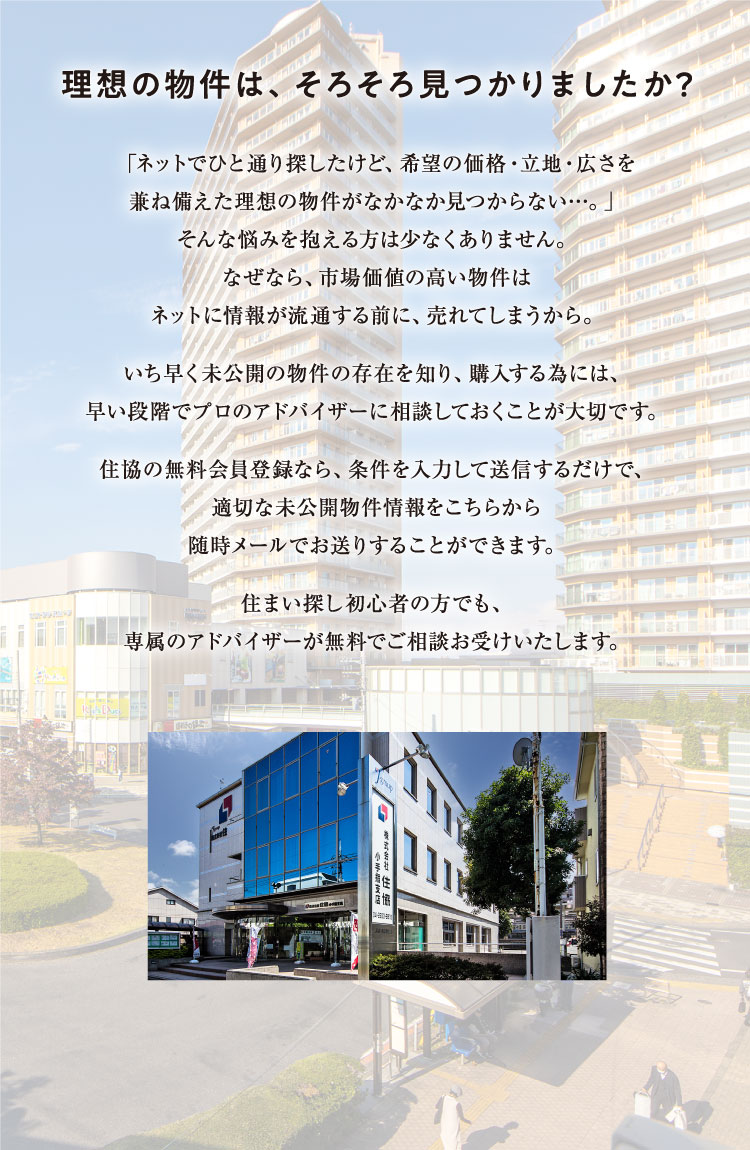 理想の物件は、そろそろ見つかりましたか?
「ネットでひと通り探したけど、希望の価格・立地・広さを
兼ね備えた理想の物件がなかなか見つからない…。」
そんな悩みを抱える方は少なくありません。
なぜなら、市場価値の高い物件は
ネットに情報が流通する前に、売れてしまうから。
いち早く未公開の物件の存在を知り、購入する為には、
早い段階でプロのアドバイザーに相談しておくことが大切です。
住協の無料会員登録なら、条件を入力して送信するだけで、
適切な未公開物件情報をこちらから
随時メールでお送りすることができます。
住まい探し初心者の方でも、
専属のアドバイザーが無料でご相談お受けいたします。
株式会社 住協
小手指支店